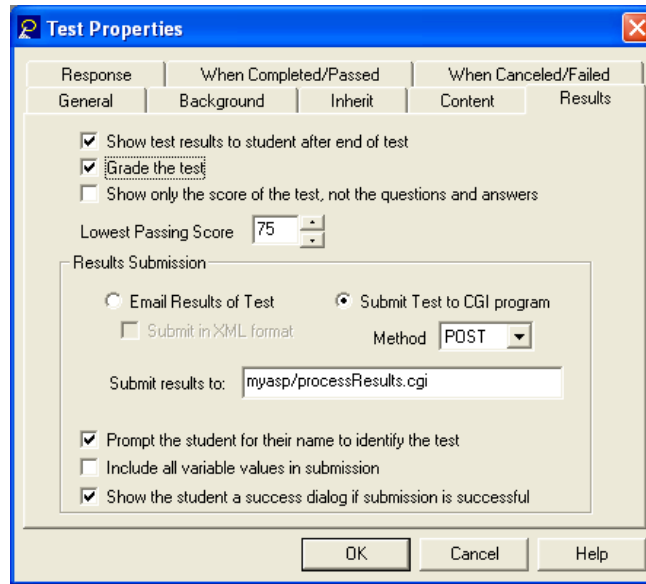 Test Properties
Response When Completed/Passed When Canceled/Failed
General Background Inherit Content Results
Show test results to student after end of test
Grade the test
Show only the score of the test, not the questions and answers
Lowest Passing Score 75
Results Submission
Email Results of Test Submit Test to CGI program
Submit in XML format Method POST
Submit results to: myasp/processResults.cgi
Prompt the student for their name to identify the test
Include all variable values in submission
Show the student a success dialog if submission is successful
OK Cancel Help